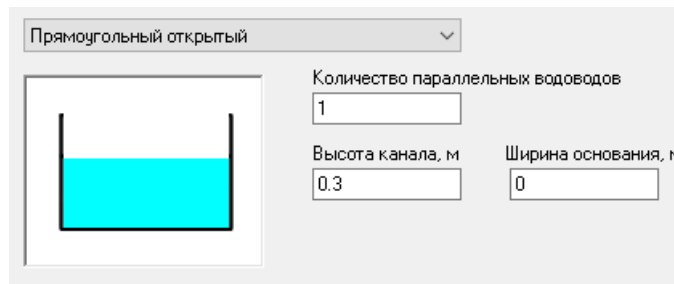 Прямоугольный открытый
Количество параллельных водоводов
1
Высота канала, м
Ширина основания,
0.3
0